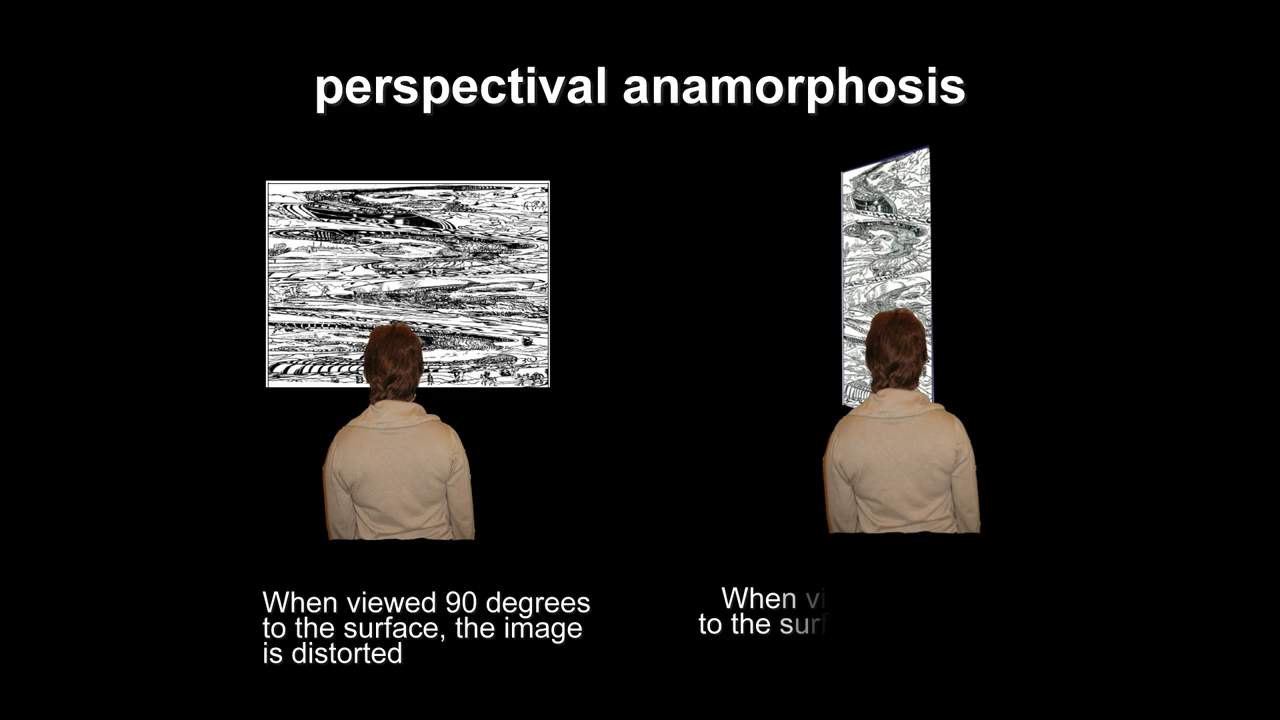 perspectival anamorphosis
When viewed 90 degrees
to the surface, the image
is distorted
When
to the